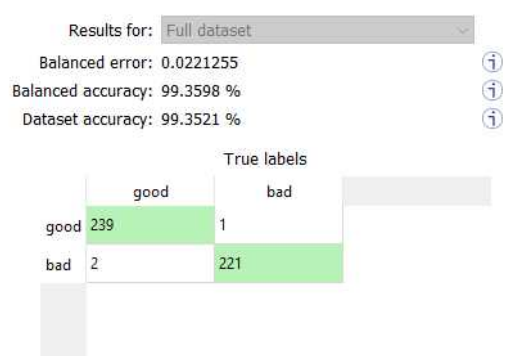 Results for: Full dataset
Balanced error: 0.0221255
Balanced accuracy: 99.3598 %
Dataset accuracy: 99.3521 %
True labels
good bad
good 239 1
bad 2 221